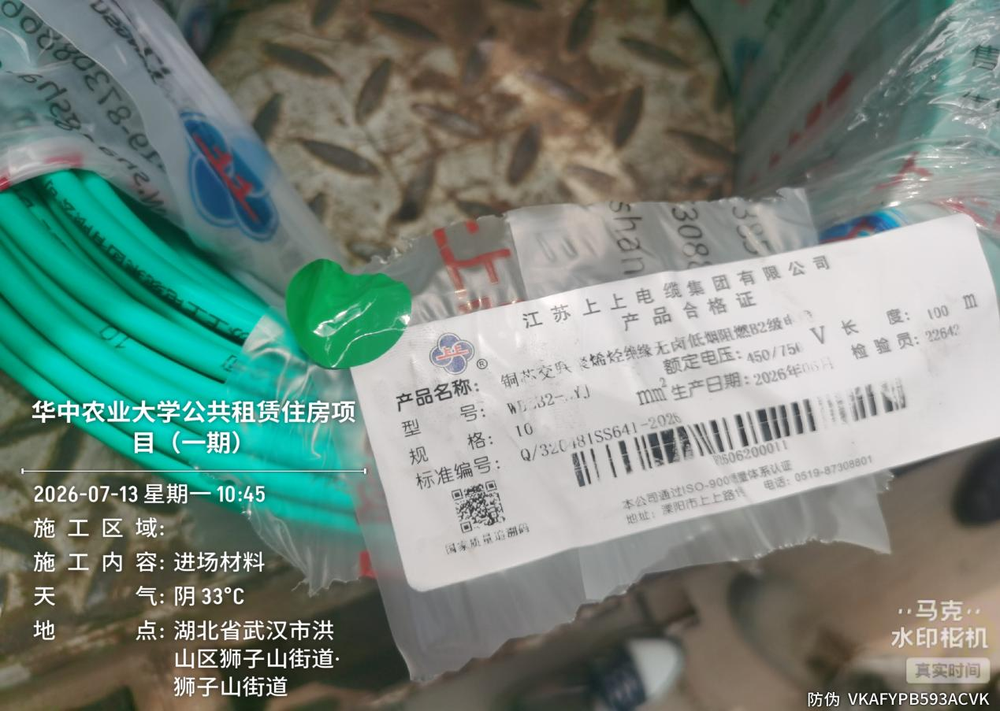 江苏上上电缆集团有限公司
产品合格证
产品名称: 铜芯交联聚烯烃绝缘无卤低烟阻燃B2级电
型 号: 额定电压: 450/750 V 长 度: 100 m
规 格: 10 mm² 生产日期: 2026年06月 检验员:
标准编号: Q/320481SS641-2026
本公司通过ISO-900 质量体系认证
地址: 溧阳市上上路 电话: 0519-87308801
国家质量追溯码
上上
®
10
华中农业大学公共租赁住房项
目(一期)
2026-07-13 星期一 10:45
施工区域:
施工内容: 进场材料
天 气: 阴 33°C
地 点: 湖北省武汉市洪
山区狮子山街道·
狮子山街道
马克
水印相机
真实时间
防伪 VKAFYPB593ACVK